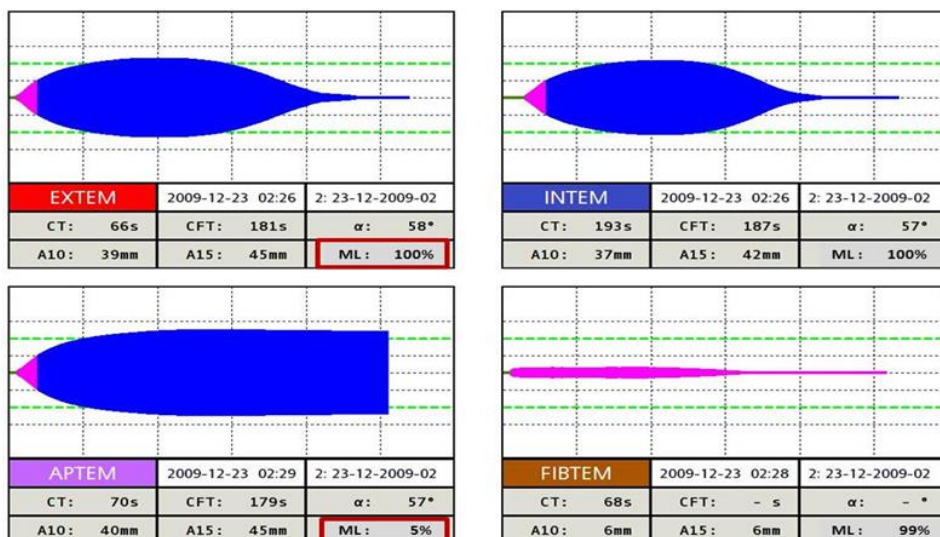 EXTEM 2009-12-23 02:26 2: 23-12-2009-02
CT: 66s CFT: 181s α: 58°
A10: 39mm A15: 45mm ML: 100%
INTEM 2009-12-23 02:26 2: 23-12-2009-02
CT: 193s CFT: 187s α: 57°
A10: 37mm A15: 42mm ML: 100%
APTEM 2009-12-23 02:29 2: 23-12-2009-02
CT: 70s CFT: 179s α: 57°
A10: 40mm A15: 45mm ML: 5%
FIBTEM 2009-12-23 02:28 2: 23-12-2009-02
CT: 68s CFT: - s α: - °
A10: 6mm A15: 6mm ML: 99%